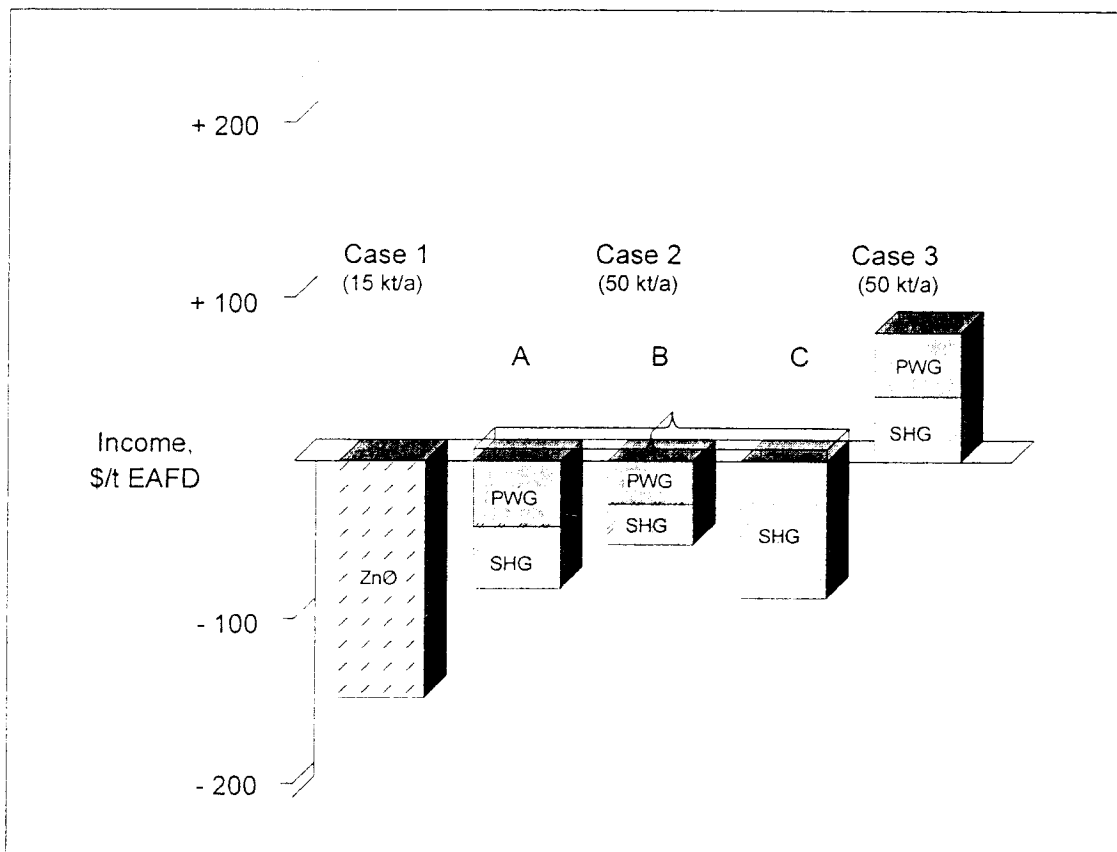 + 200
Case 1
(15 kt/a)
Case 2
(50 kt/a)
Case 3
(50 kt/a)
+ 100
A
B
C
PWG
SHG
Income,
$/t EAFD
PWG
SHG
PWG
SHG
SHG
ZnØ
- 100
- 200